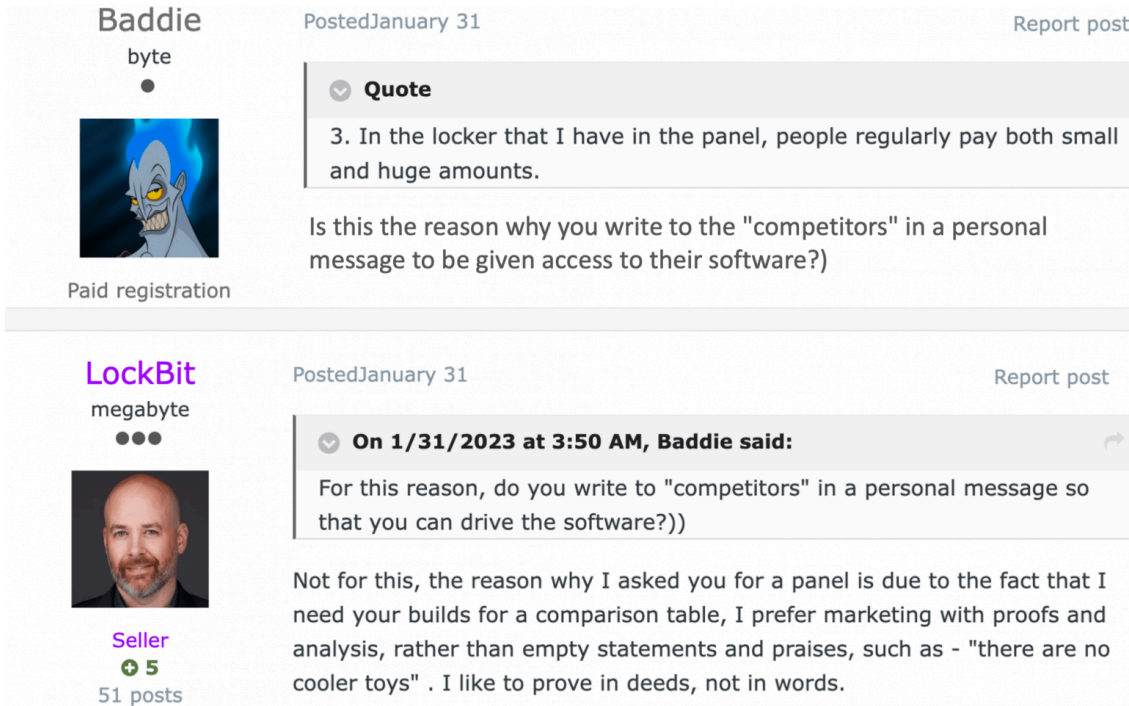 Baddie
byte
PostedJanuary 31
Report post
Quote
3. In the locker that I have in the panel, people regularly pay both small
and huge amounts.
Is this the reason why you write to the "competitors" in a personal
message to be given access to their software?)
Paid registration
LockBit
megabyte
PostedJanuary 31
Report post
On 1/31/2023 at 3:50 AM, Baddie said:
For this reason, do you write to "competitors" in a personal message so
that you can drive the software?))
Not for this, the reason why I asked you for a panel is due to the fact that I
need your builds for a comparison table, I prefer marketing with proofs and
analysis, rather than empty statements and praises, such as - "there are no
cooler toys" . I like to prove in deeds, not in words.
Seller
5
51 posts